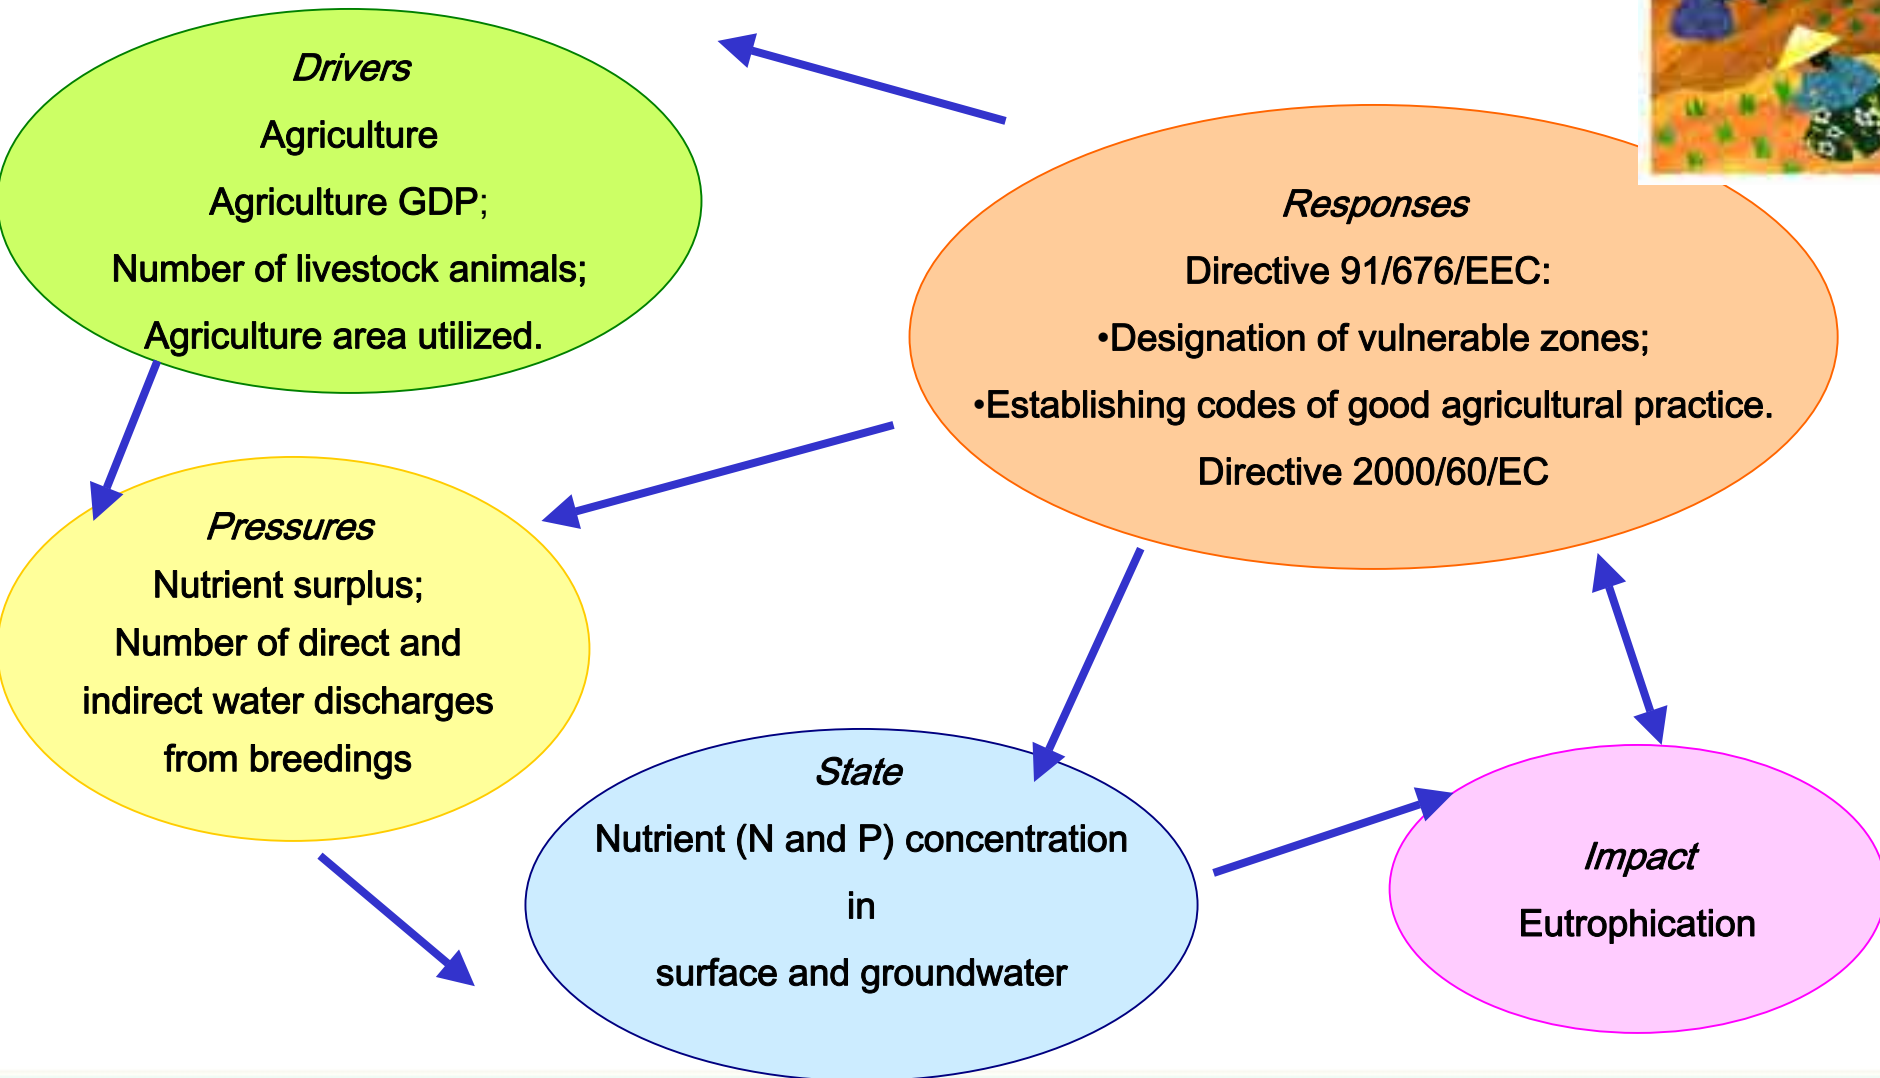 Drivers
Agriculture
Agriculture GDP;
Number of livestock animals;
Agriculture area utilized.
Responses
Directive 91/676/EEC:
•Designation of vulnerable zones;
•Establishing codes of good agricultural practice.
Directive 2000/60/EC
Pressures
Nutrient surplus;
Number of direct and
indirect water discharges
from breedings
State
Nutrient (N and P) concentration
in
surface and groundwater
Impact
Eutrophication